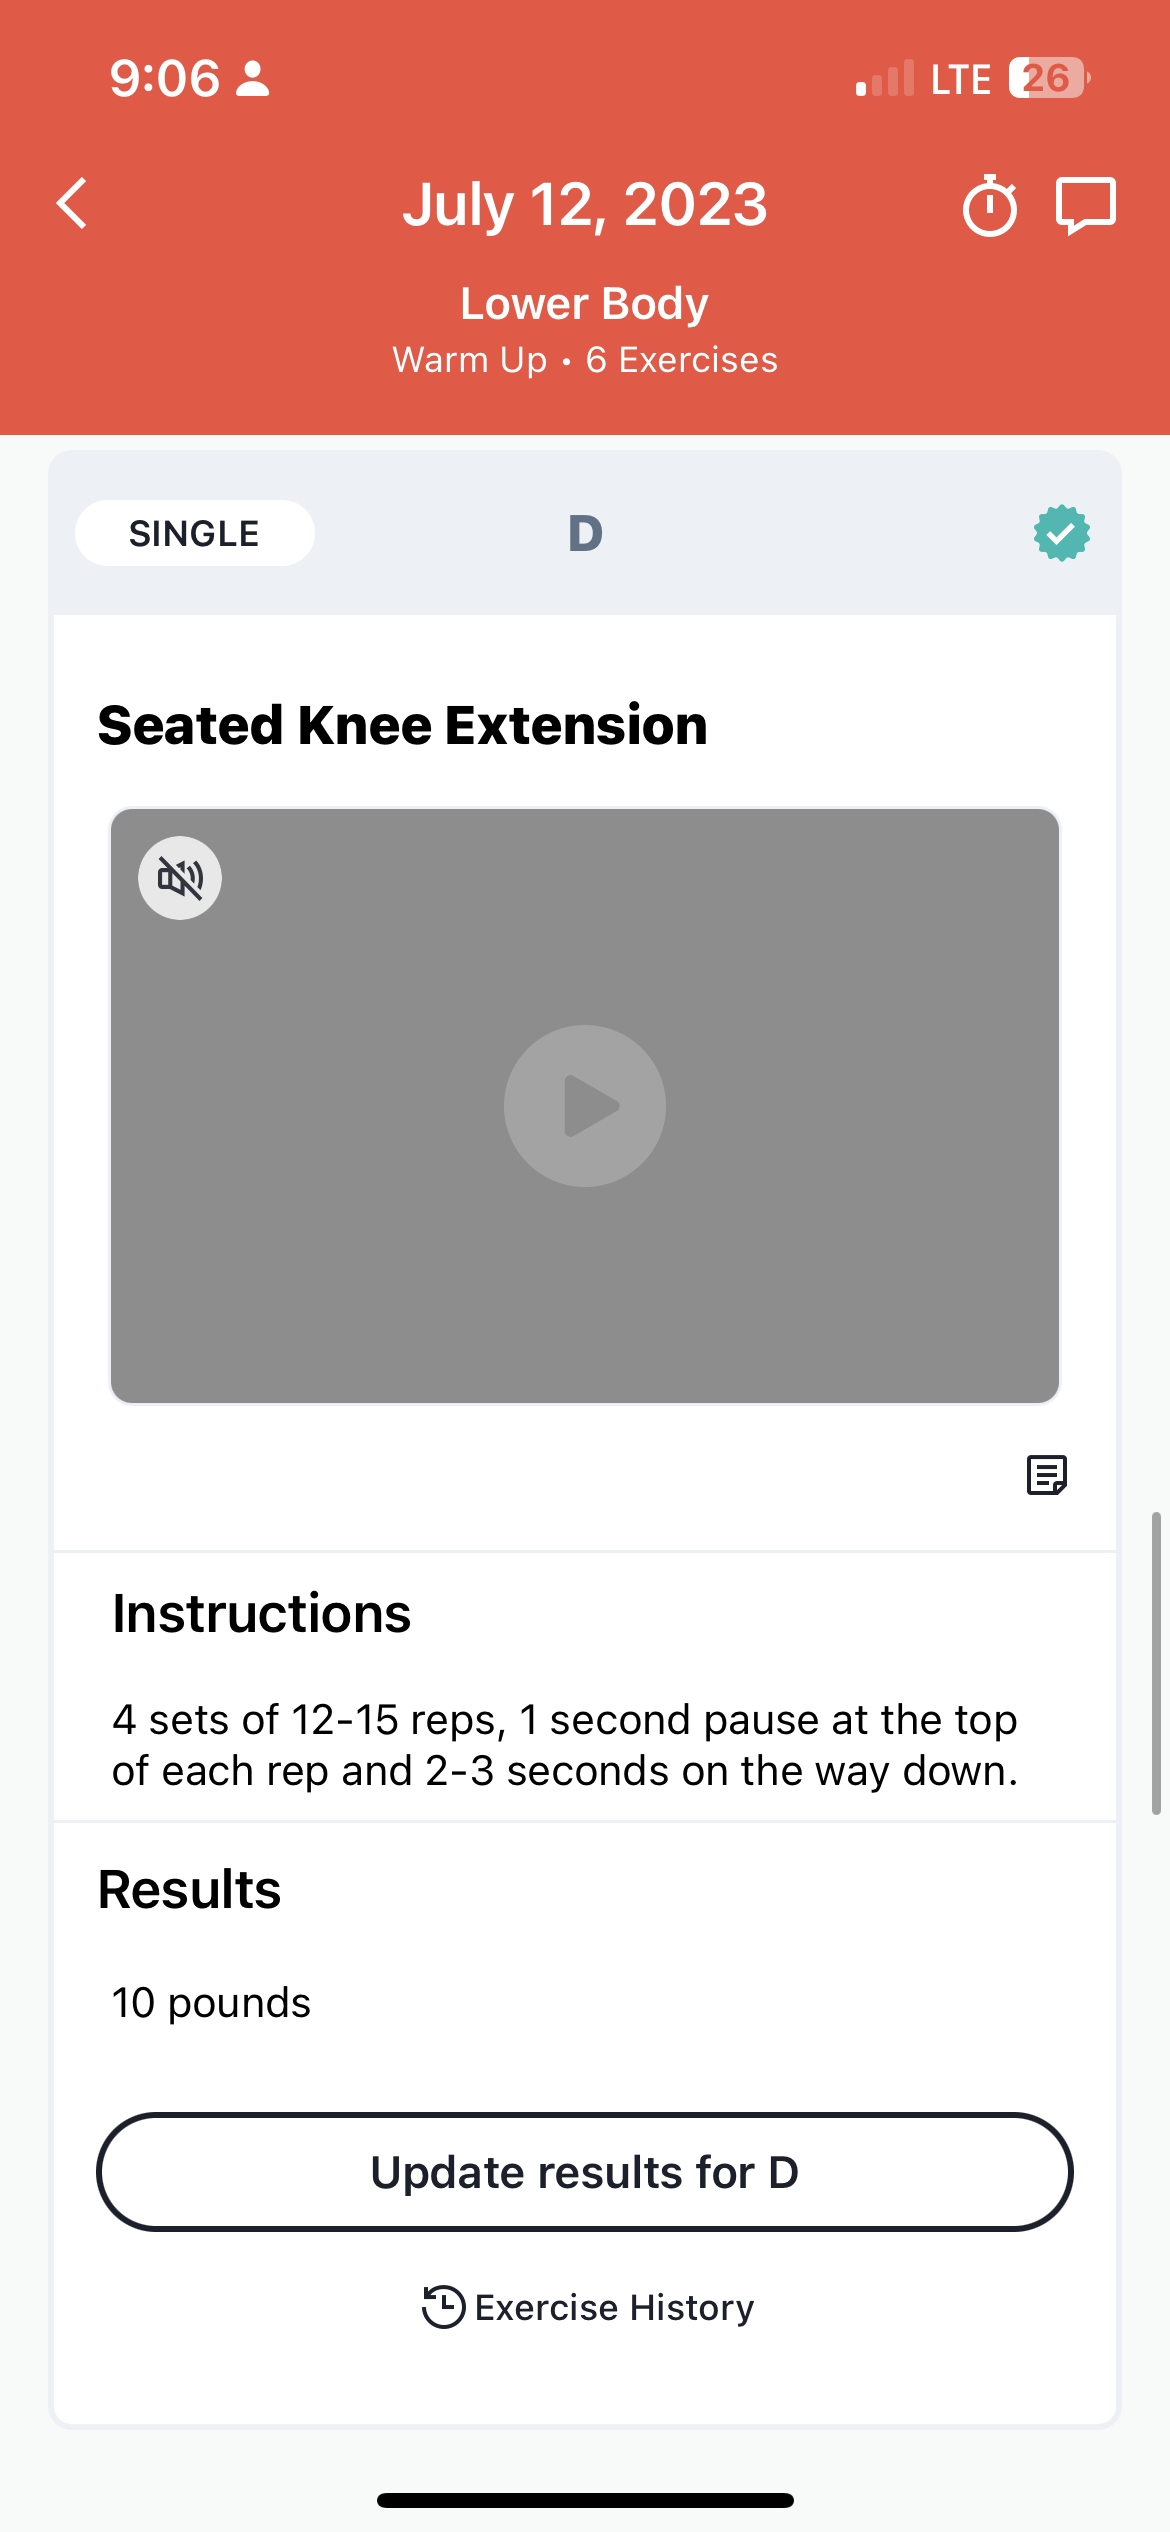 9:06
LTE
26
July 12, 2023
Lower Body
Warm Up • 6 Exercises
SINGLE
D
Seated Knee Extension
Instructions
4 sets of 12-15 reps, 1 second pause at the top
of each rep and 2-3 seconds on the way down.
Results
10 pounds
Update results for D
Exercise History